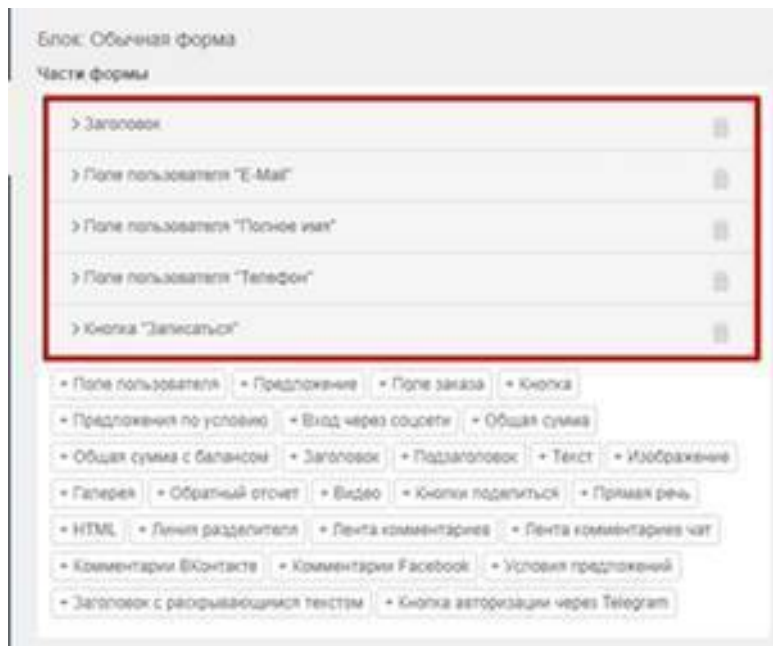 Блок: Обычная форма
Части формы
> Заголовок
> Поле пользователя "E-Mail"
> Поле пользователя "Полное имя"
> Поле пользователя "Телефон"
> Кнопка "Записаться"
+ Поле пользователя + Предложение + Поле заказа + Кнопка
+ Предложения по условию + Вход через соцсети + Общая сумма
+ Общая сумма с балансом + Заголовок + Подзаголовок + Текст + Изображение
+ Галерея + Обратный отсчет + Видео + Кнопки поделиться + Прямая речь
+ HTML + Линия разделителя + Лента комментариев + Лента комментариев чат
+ Комментарии ВКонтакте + Комментарии Facebook + Условия предложений
+ Заголовок с раскрывающимся текстом + Кнопка авторизации через Telegram